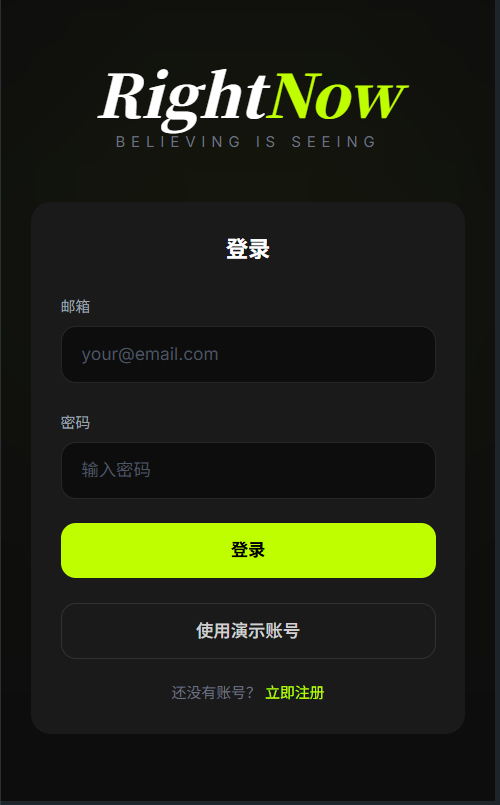 RightNow
BELIEVING IS SEEING
登录
邮箱
your@email.com
密码
输入密码
登录
使用演示账号
还没有账号？ 立即注册